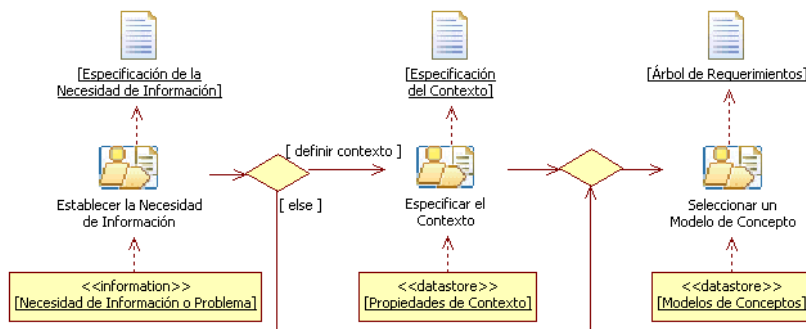 [Especificación de la
Necesidad de Información]
[Especificación
del Contexto]
[Árbol de Requerimientos]
[ definir contexto ]
[ else ]
Establecer la Necesidad
de Información
Especificar el
Contexto
Seleccionar un
Modelo de Concepto
<<information>>
[Necesidad de Información o Problema]
<<datastore>>
[Propiedades de Contexto]
<<datastore>>
[Modelos de Conceptos]